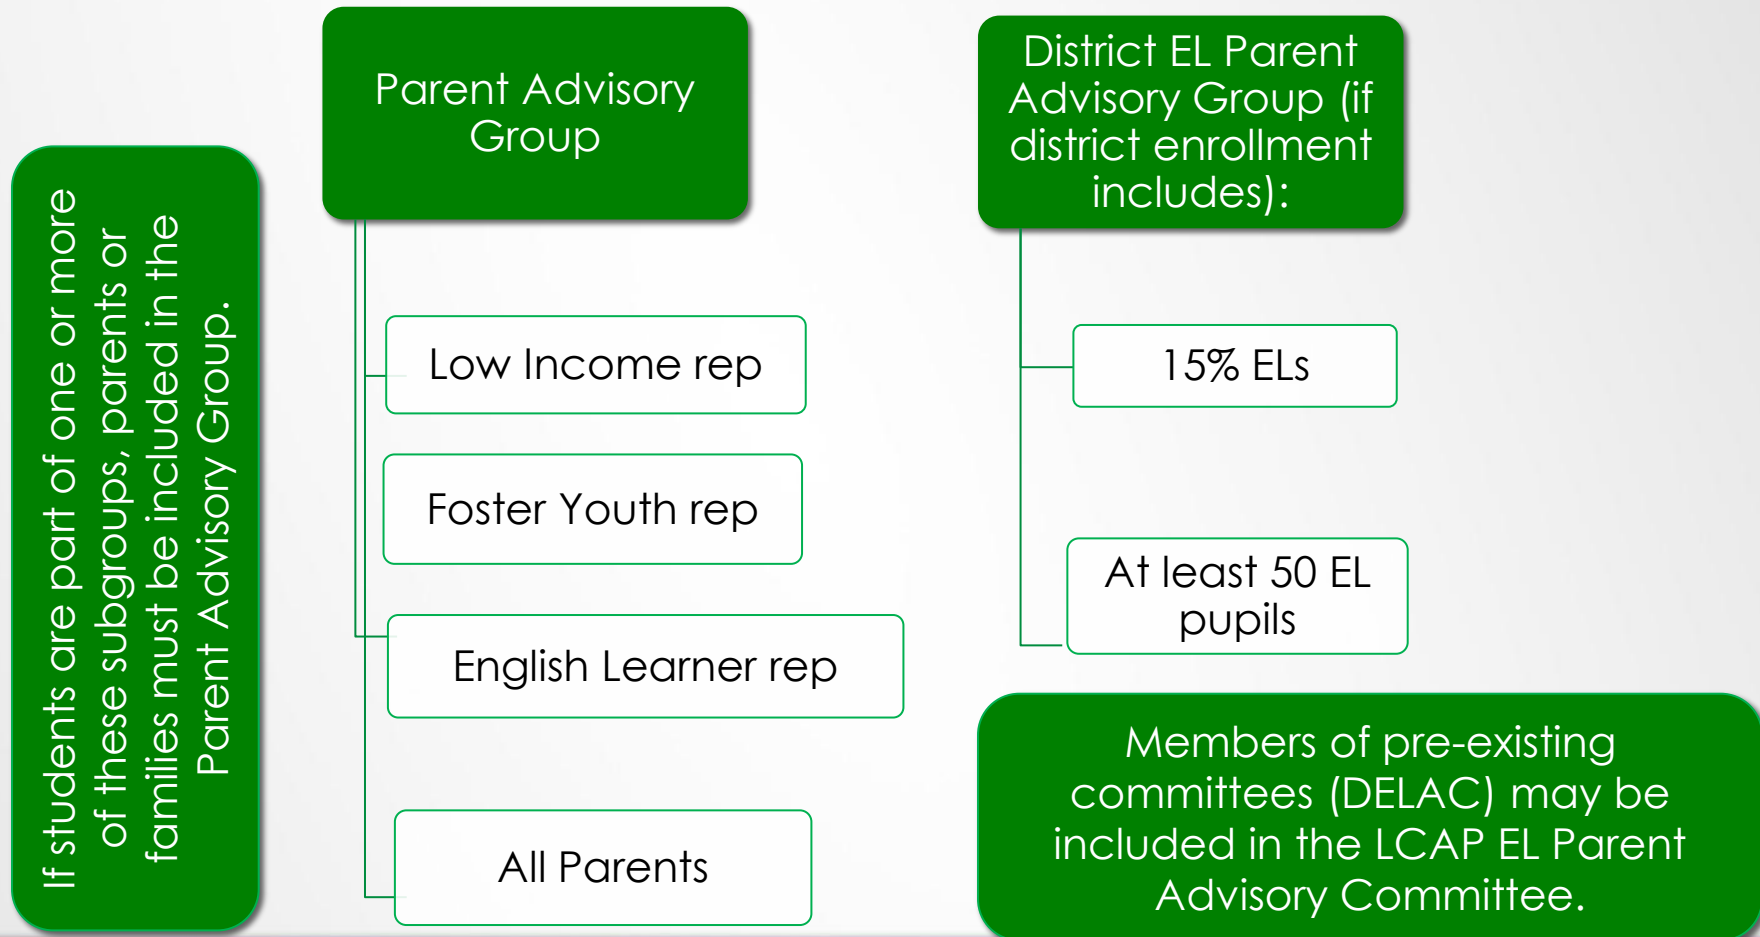 If students are part of one or more
of these subgroups, parents or
families must be included in the
Parent Advisory Group.
Parent Advisory
Group
Low Income rep
Foster Youth rep
English Learner rep
All Parents
District EL Parent
Advisory Group (if
district enrollment
includes):
15% ELs
At least 50 EL
pupils
Members of pre-existing
committees (DELAC) may be
included in the LCAP EL Parent
Advisory Committee.